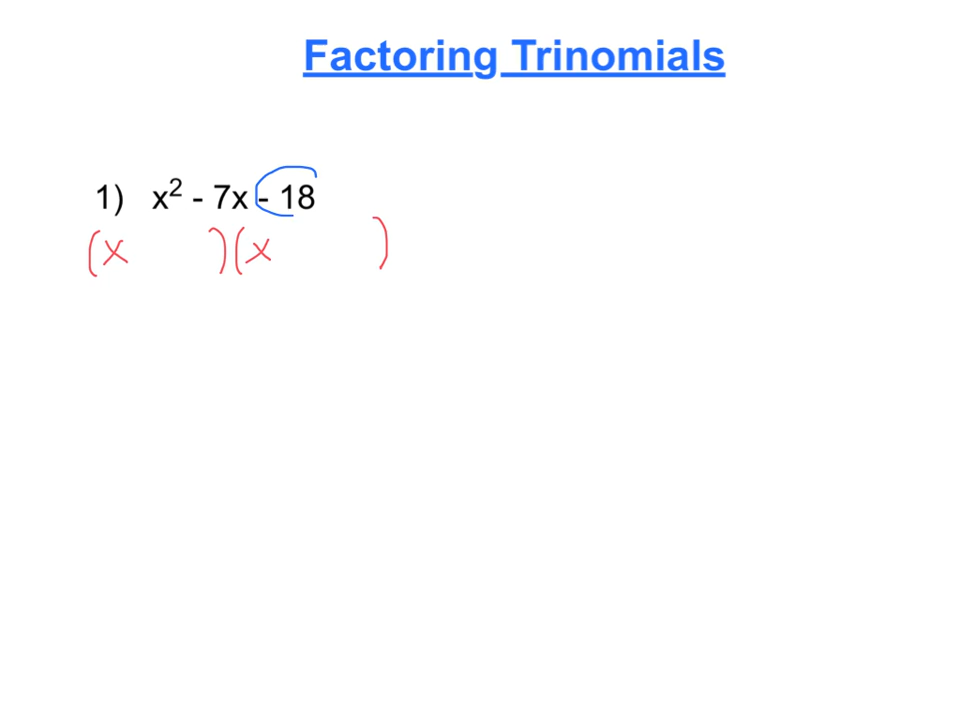 Factoring Trinomials
1) x² - 7x - 18
(x )(x )